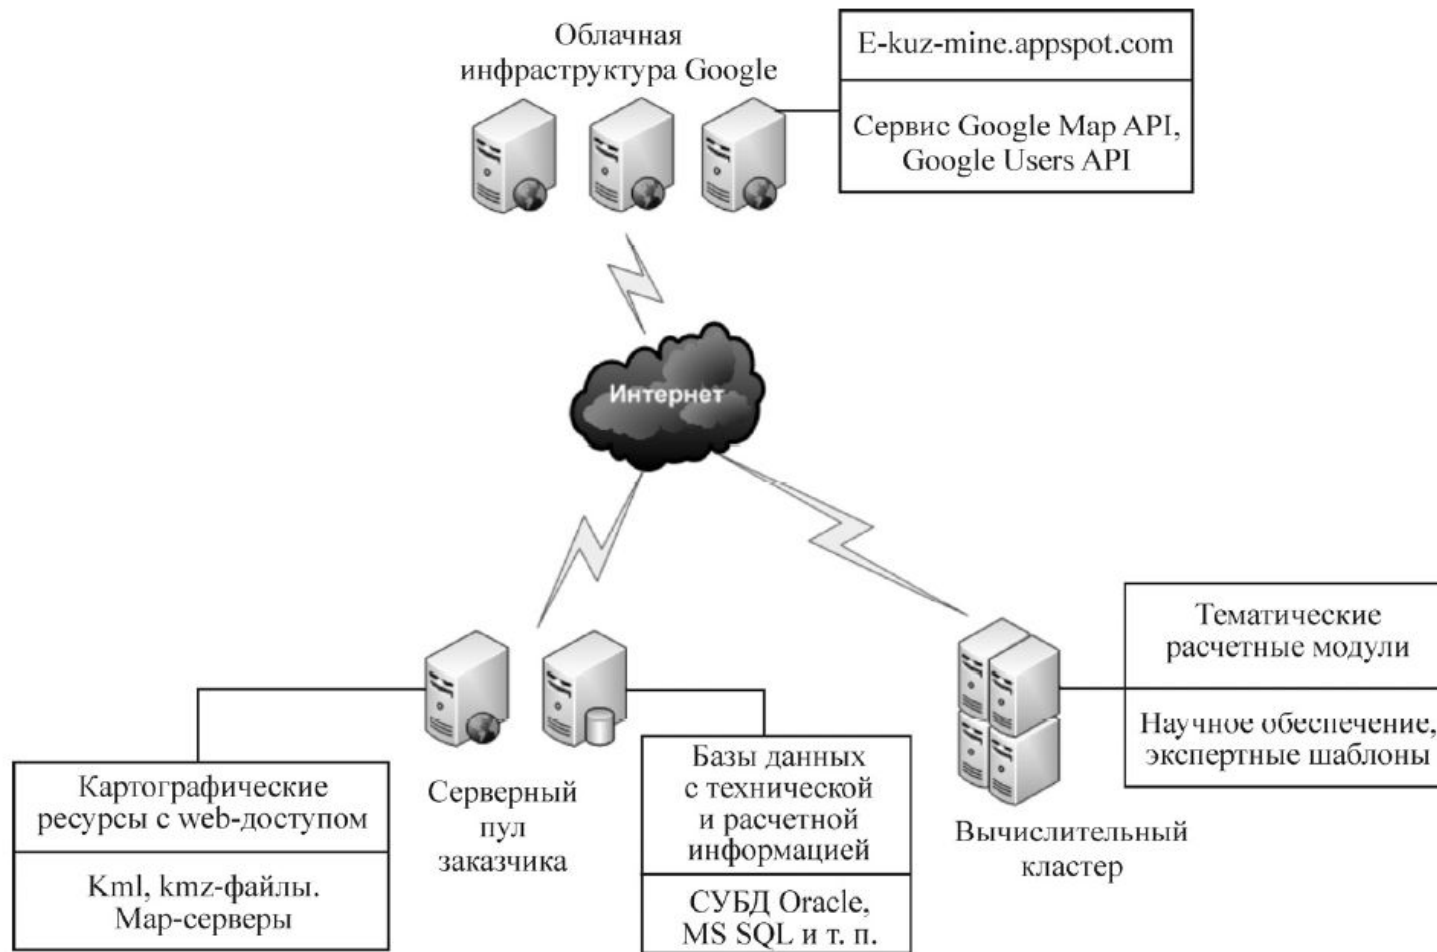 Облачная
инфраструктура Google
E-kuz-mine.appspot.com
Сервис Google Map API,
Google Users API
Интернет
Картографические
ресурсы с web-доступом
Kml, kmz-файлы.
Мар-серверы
Серверный
пул
заказчика
Базы данных
с технической
и расчетной
информацией
СУБД Oracle,
MS SQL и т. п.
Вычислительный
кластер
Тематические
расчетные модули
Научное обеспечение,
экспертные шаблоны